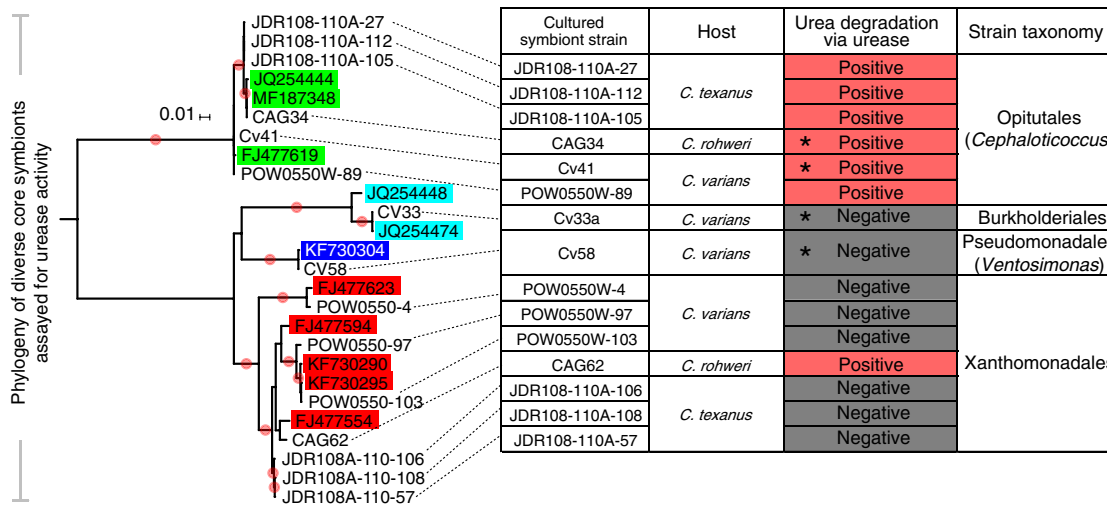 Phylogeny of diverse core symbionts
assayed for urease activity
0.01
JDR108-110A-27
JDR108-110A-112
JDR108-110A-105
JQ254444
MF187348
CAG34
Cv41
FJ477619
POW0550W-89
JQ254448
CV33
JQ254474
KF730304
CV58
FJ477623
POW0550-4
FJ477594
POW0550-97
KF730290
KF730295
POW0550-103
FJ477554
CAG62
JDR108A-110-106
JDR108A-110-108
JDR108A-110-57
Cultured
symbiont strain
Host
Urea degradation
via urease
Strain taxonomy
JDR108-110A-27
JDR108-110A-112
JDR108-110A-105
CAG34
Cv41
POW0550W-89
Cv33a
Cv58
POW0550W-4
POW0550W-97
POW0550W-103
CAG62
JDR108-110A-106
JDR108-110A-108
JDR108-110A-57
C. texanus
C. rohweri
C. varians
C. varians
C. varians
C. varians
C. rohweri
C. texanus
Positive
Positive
Positive
* Positive
* Positive
Positive
* Negative
* Negative
Negative
Negative
Negative
Positive
Negative
Negative
Negative
Opitutales
(Cephaloticoccus
Burkholderiales
Pseudomonadale
(Ventosimonas)
Xanthomonadales